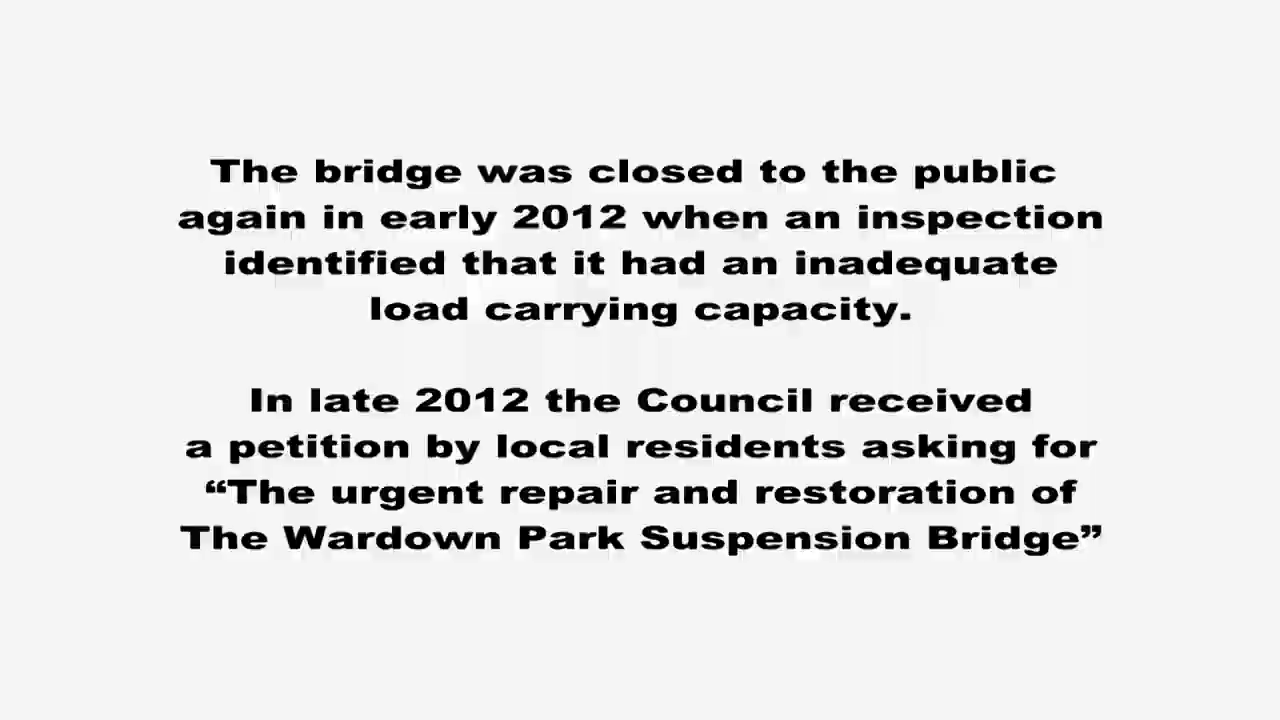 The bridge was closed to the public
again in early 2012 when an inspection
identified that it had an inadequate
load carrying capacity.
In late 2012 the Council received
a petition by local residents asking for
“The urgent repair and restoration of
The Wardown Park Suspension Bridge”